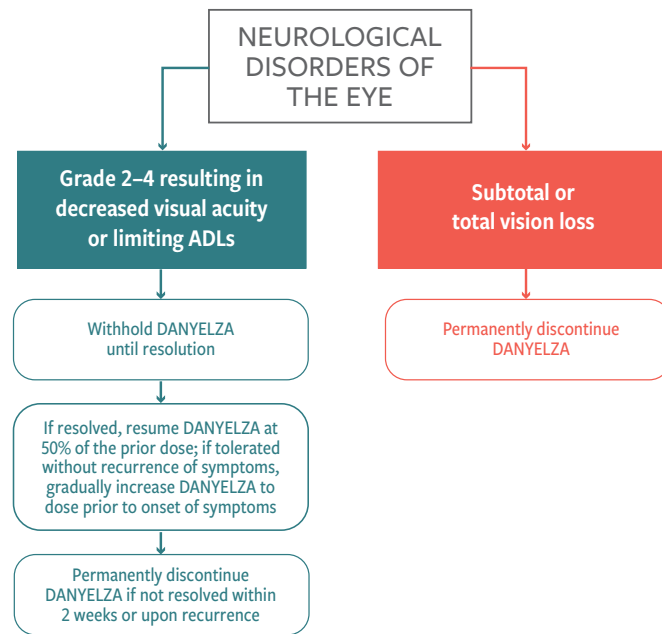 NEUROLOGICAL
DISORDERS OF
THE EYE
Grade 2–4 resulting in
decreased visual acuity
or limiting ADLs
Withhold DANYELZA
until resolution
If resolved, resume DANYELZA at
50% of the prior dose; if tolerated
without recurrence of symptoms,
gradually increase DANYELZA to
dose prior to onset of symptoms
Permanently discontinue
DANYELZA if not resolved within
2 weeks or upon recurrence
Subtotal or
total vision loss
Permanently discontinue
DANYELZA